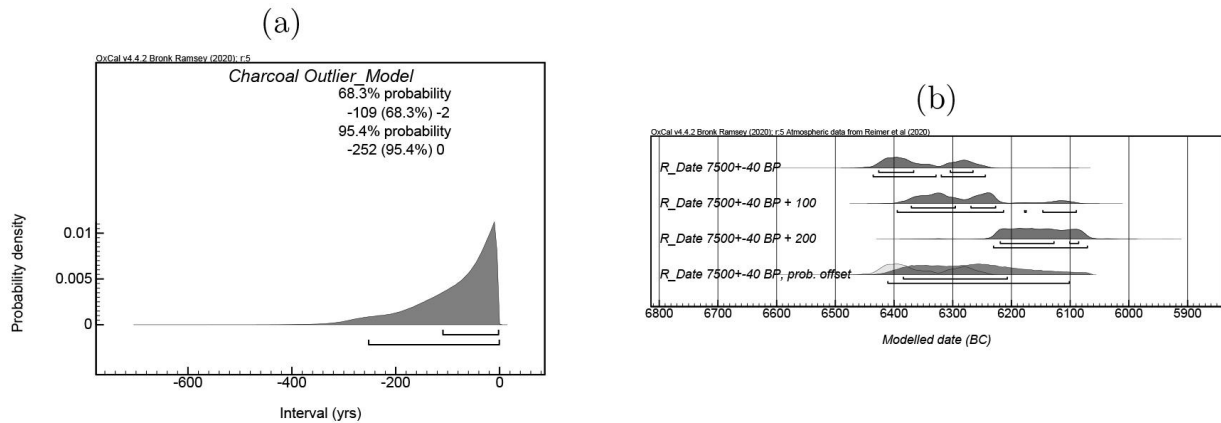 (a)
OxCal v4.4.2 Bronk Ramsey (2020); r:5
Charcoal Outlier_Model
68.3% probability
-109 (68.3%) -2
95.4% probability
-252 (95.4%) 0
Probability density
0.01
0.005
0
-600 -400 -200 0
Interval (yrs)
(b)
OxCal v4.4.2 Bronk Ramsey (2020); r:5 Atmospheric data from Reimer et al (2020)
R_Date 7500+-40 BP
R_Date 7500+-40 BP + 100
R_Date 7500+-40 BP + 200
R_Date 7500+-40 BP, prob. offset
6800 6700 6600 6500 6400 6300 6200 6100 6000 5900
Modelled date (BC)